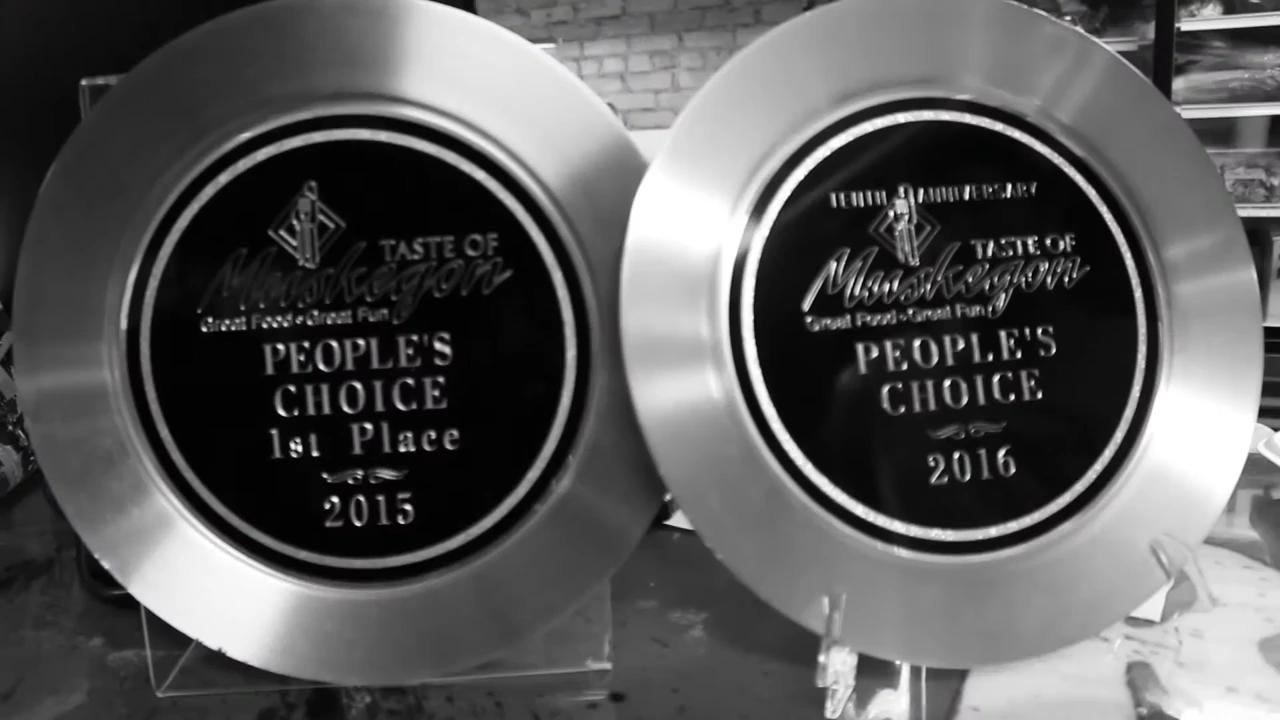 TASTE OF
Muskegon
Great Food • Great Fun
PEOPLE'S
CHOICE
1st Place
2015
TENTH ANNIVERSARY
TASTE OF
Muskegon
Great Food • Great Fun
PEOPLE'S
CHOICE
2016